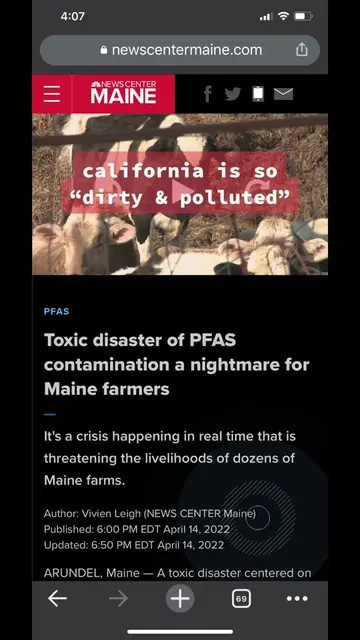 4:07
newscentermaine.com
NEWS CENTER
MAINE
california is so
“dirty & polluted”
PFAS
Toxic disaster of PFAS
contamination a nightmare for
Maine farmers
It's a crisis happening in real time that is
threatening the livelihoods of dozens of
Maine farms.
Author: Vivien Leigh (NEWS CENTER Maine)
Published: 6:00 PM EDT April 14, 2022
Updated: 6:50 PM EDT April 14, 2022
ARUNDEL, Maine — A toxic disaster centered on
69